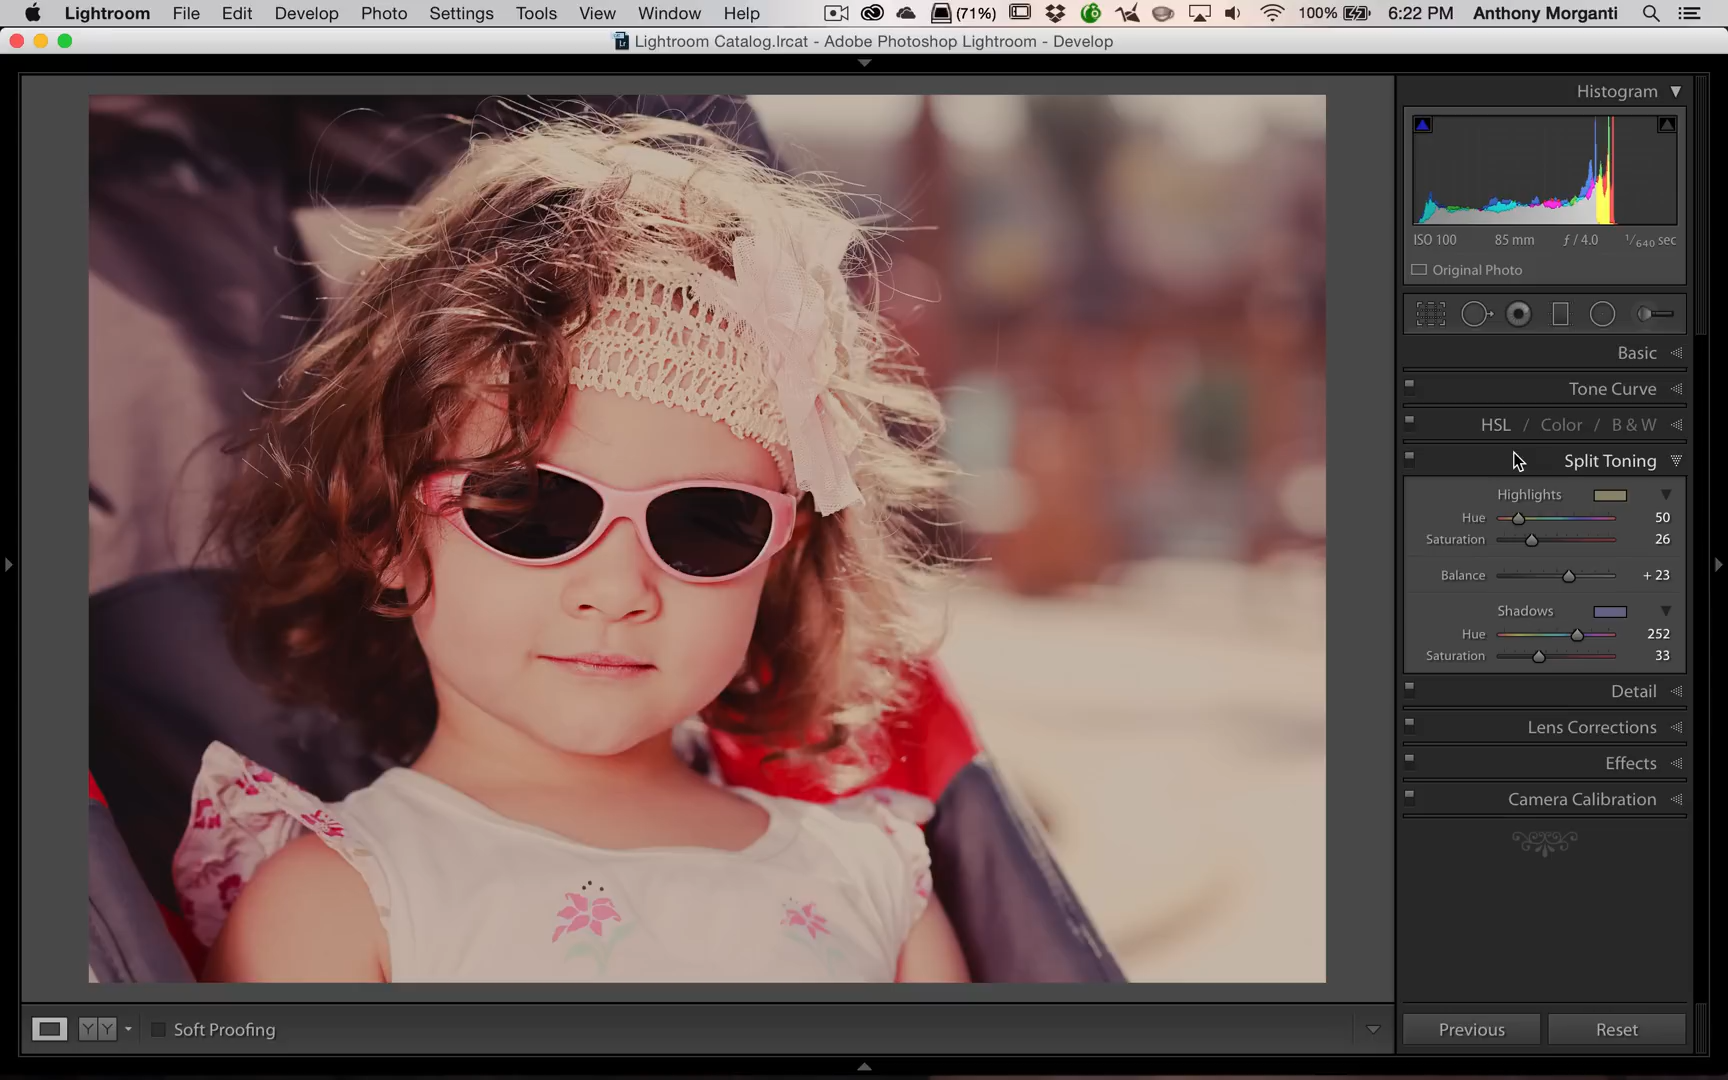 Lightroom File Edit Develop Photo Settings Tools View Window Help (71%) 100% 6:22 PM Anthony Morganti
Lightroom Catalog.lrcat - Adobe Photoshop Lightroom - Develop
Histogram
ISO 100 85 mm ƒ / 4.0 1/640 sec
Original Photo
Basic
Tone Curve
HSL / Color / B & W
Split Toning
Highlights
Hue 50
Saturation 26
Balance + 23
Shadows
Hue 252
Saturation 33
Detail
Lens Corrections
Effects
Camera Calibration
Y Y Soft Proofing
Previous Reset